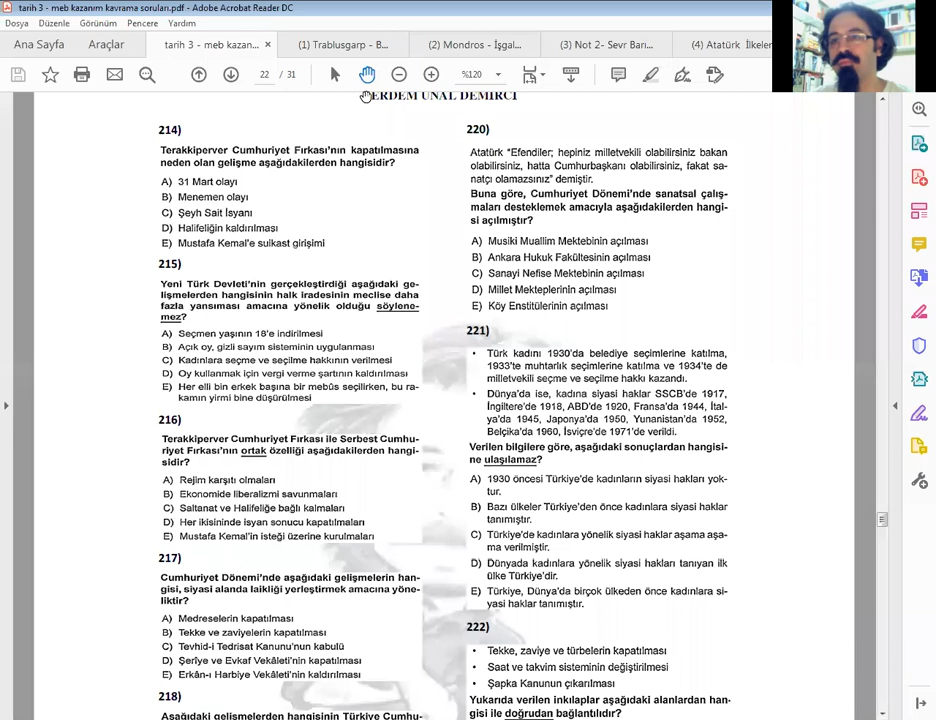 tarih 3 - meb kazanım kavrama soruları.pdf - Adobe Acrobat Reader DC
Dosya Düzenle Görünüm Pencere Yardım
Ana Sayfa Araçlar tarih 3 - meb kazan... × (1) Trablusgarp - B... (2) Mondros - İşgal... (3) Not 2- Sevr Barı... (4) Atatürk İlkeler
22 / 31 %120
ERDEM ÜNAL DEMİRCİ
214)
Terakkiperver Cumhuriyet Fırkası'nın kapatılmasına
neden olan gelişme aşağıdakilerden hangisidir?
A) 31 Mart olayı
B) Menemen olayı
C) Şeyh Sait İsyanı
D) Halifeliğin kaldırılması
E) Mustafa Kemal'e suikast girişimi
215)
Yeni Türk Devleti'nin gerçekleştirdiği aşağıdaki ge-
lişmelerden hangisinin halk iradesinin meclise daha
fazla yansıması amacına yönelik olduğu söylene-
mez?
A) Seçmen yaşının 18'e indirilmesi
B) Açık oy, gizli sayım sisteminin uygulanması
C) Kadınlara seçme ve seçilme hakkının verilmesi
D) Oy kullanmak için vergi verme şartının kaldırılması
E) Her elli bin erkek başına bir mebûs seçilirken, bu ra-
kamın yirmi bine düşürülmesi
216)
Terakkiperver Cumhuriyet Fırkası ile Serbest Cumhu-
riyet Fırkası'nın ortak özelliği aşağıdakilerden hangi-
sidir?
A) Rejim karşıtı olmaları
B) Ekonomide liberalizmi savunmaları
C) Saltanat ve Halifeliğe bağlı kalmaları
D) Her ikisininde isyan sonucu kapatılmaları
E) Mustafa Kemal'in isteği üzerine kurulmaları
217)
Cumhuriyet Dönemi'nde aşağıdaki gelişmelerin han-
gisi, siyasi alanda laikliği yerleştirmek amacına yöne-
liktir?
A) Medreselerin kapatılması
B) Tekke ve zaviyelerin kapatılması
C) Tevhid-i Tedrisat Kanunu'nun kabulü
D) Şerîye ve Evkaf Vekâleti'nin kapatılması
E) Erkân-ı Harbiye Vekâleti'nin kaldırılması
218)
Aşağıdaki gelişmelerden hangisinin Türkiye Cumhu-
220)
Atatürk "Efendiler; hepiniz milletvekili olabilirsiniz bakan
olabilirsiniz, hatta Cumhurbaşkanı olabilirsiniz, fakat sa-
natçı olamazsınız" demiştir.
Buna göre, Cumhuriyet Dönemi'nde sanatsal çalış-
maları desteklemek amacıyla aşağıdakilerden hangi-
si açılmıştır?
A) Musiki Muallim Mektebinin açılması
B) Ankara Hukuk Fakültesinin açılması
C) Sanayi Nefise Mektebinin açılması
D) Millet Mekteplerinin açılması
E) Köy Enstitülerinin açılması
221)
• Türk kadını 1930'da belediye seçimlerine katılma,
1933'te muhtarlık seçimlerine katılma ve 1934'te de
milletvekili seçme ve seçilme hakkı kazandı.
• Dünya'da ise, kadına siyasi haklar SSCB'de 1917,
İngiltere'de 1918, ABD'de 1920, Fransa'da 1944, İtal-
ya'da 1945, Japonya'da 1950, Yunanistan'da 1952,
Belçika'da 1960, İsviçre'de 1971'de verildi.
Verilen bilgilere göre, aşağıdaki sonuçlardan hangisi-
ne ulaşılamaz?
A) 1930 öncesi Türkiye'de kadınların siyasi hakları yok-
tur.
B) Bazı ülkeler Türkiye'den önce kadınlara siyasi haklar
tanımıştır.
C) Türkiye'de kadınlara yönelik siyasi haklar aşama aşa-
ma verilmiştir.
D) Dünyada kadınlara yönelik siyasi hakları tanıyan ilk
ülke Türkiye'dir.
E) Türkiye, Dünya'da birçok ülkeden önce kadınlara si-
yasi haklar tanımıştır.
222)
• Tekke, zaviye ve türbelerin kapatılması
• Saat ve takvim sisteminin değiştirilmesi
• Şapka Kanunun çıkarılması
Yukarıda verilen inkılaplar aşağıdaki alanlardan han-
gisi ile doğrudan bağlantılıdır?